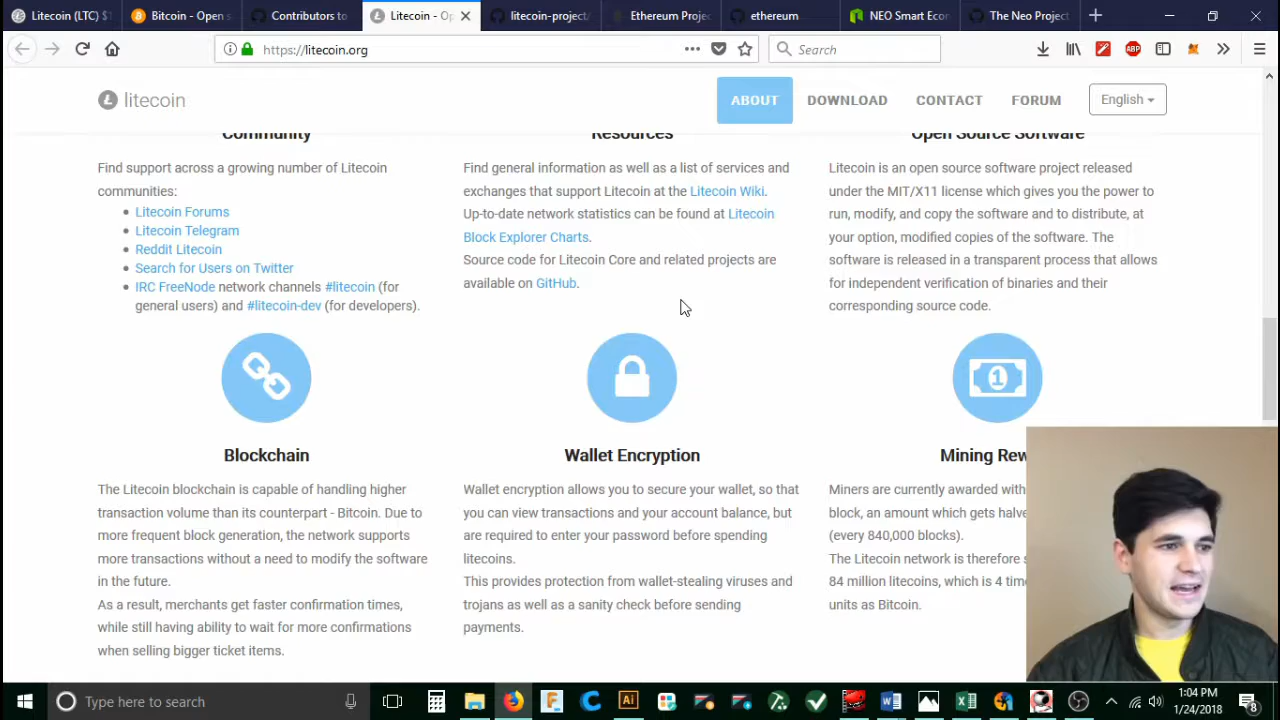 Litecoin (LTC) $1
Bitcoin - Open s
Contributors to
Litecoin - Op
litecoin-project/
Ethereum Proje
ethereum
NEO Smart Econ
The Neo Project
https://litecoin.org
Search
litecoin
ABOUT
DOWNLOAD
CONTACT
FORUM
English
Community
Find support across a growing number of Litecoin
communities:
Litecoin Forums
Litecoin Telegram
Reddit Litecoin
Search for Users on Twitter
IRC FreeNode network channels #litecoin (for
general users) and #litecoin-dev (for developers).
Resources
Find general information as well as a list of services and
exchanges that support Litecoin at the Litecoin Wiki.
Up-to-date network statistics can be found at Litecoin
Block Explorer Charts.
Source code for Litecoin Core and related projects are
available on GitHub.
Open Source Software
Litecoin is an open source software project released
under the MIT/X11 license which gives you the power to
run, modify, and copy the software and to distribute, at
your option, modified copies of the software. The
software is released in a transparent process that allows
for independent verification of binaries and their
corresponding source code.
Blockchain
The Litecoin blockchain is capable of handling higher
transaction volume than its counterpart - Bitcoin. Due to
more frequent block generation, the network supports
more transactions without a need to modify the software
in the future.
As a result, merchants get faster confirmation times,
while still having ability to wait for more confirmations
when selling bigger ticket items.
Wallet Encryption
Wallet encryption allows you to secure your wallet, so that
you can view transactions and your account balance, but
are required to enter your password before spending
litecoins.
This provides protection from wallet-stealing viruses and
trojans as well as a sanity check before sending
payments.
1
Mining Rew
Miners are currently awarded with
block, an amount which gets halve
(every 840,000 blocks).
The Litecoin network is therefore s
84 million litecoins, which is 4 time
units as Bitcoin.
ABP
Type here to search
Ai
1:04 PM
1/24/2018
8